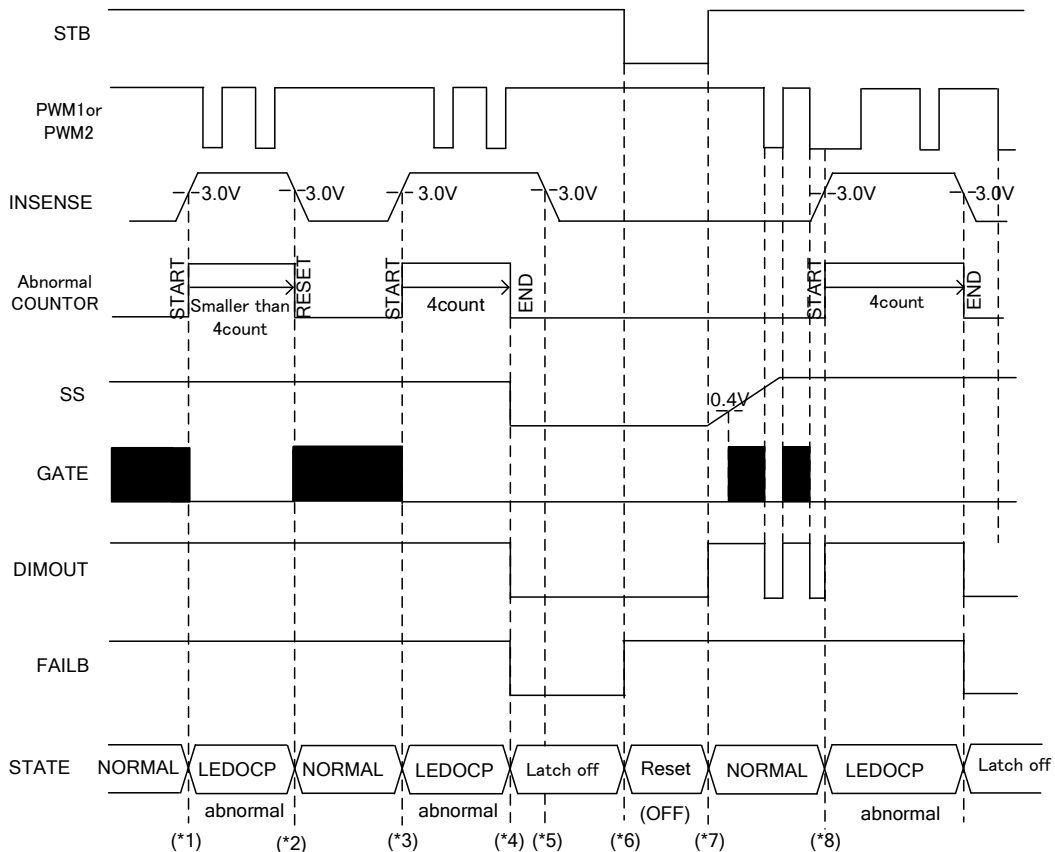 STB
PWM1or
PWM2
INSENSE
3.0V
3.0V
3.0V
3.0V
3.0V
3.0V
Abnormal
COUNTOR
START
Smaller than
4count
RESET
START
4count
END
START
4count
END
SS
0.4V
GATE
DIMOUT
FAILB
STATE
NORMAL
LEDOCP
NORMAL
LEDOCP
Latch off
Reset
NORMAL
LEDOCP
Latch off
abnormal
abnormal
(OFF)
abnormal
(*1)
(*2)
(*3)
(*4)
(*5)
(*6)
(*7)
(*8)